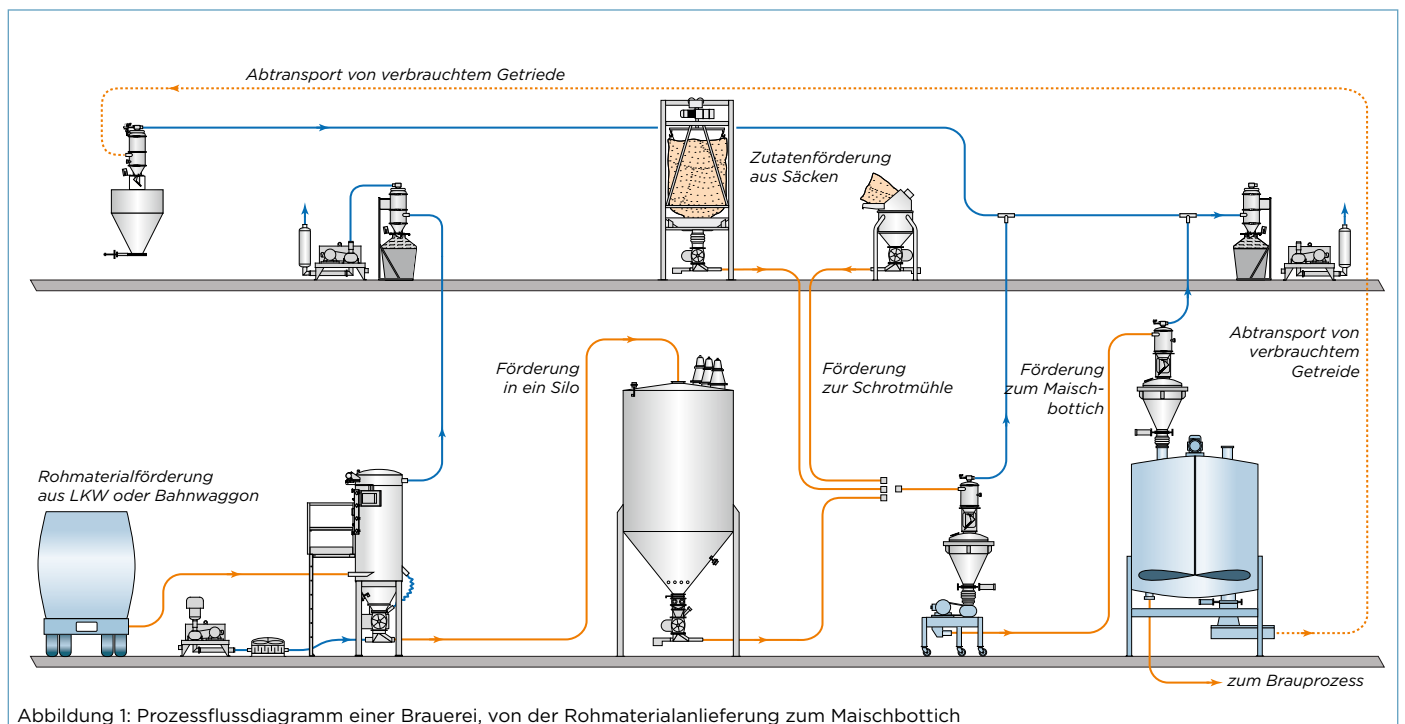 Abtransport von verbrauchtem Getriede
Zutatenförderung
aus Säcken
Förderung
in ein Silo
Förderung
zur Schrotmühle
Förderung
zum Maisch-
bottich
Abtransport von
verbrauchtem
Getreide
Rohmaterialförderung
aus LKW oder Bahnwaggon
zum Brauprozess
Abbildung 1: Prozessflussdiagramm einer Brauerei, von der Rohmaterialanlieferung zum Maischbottich